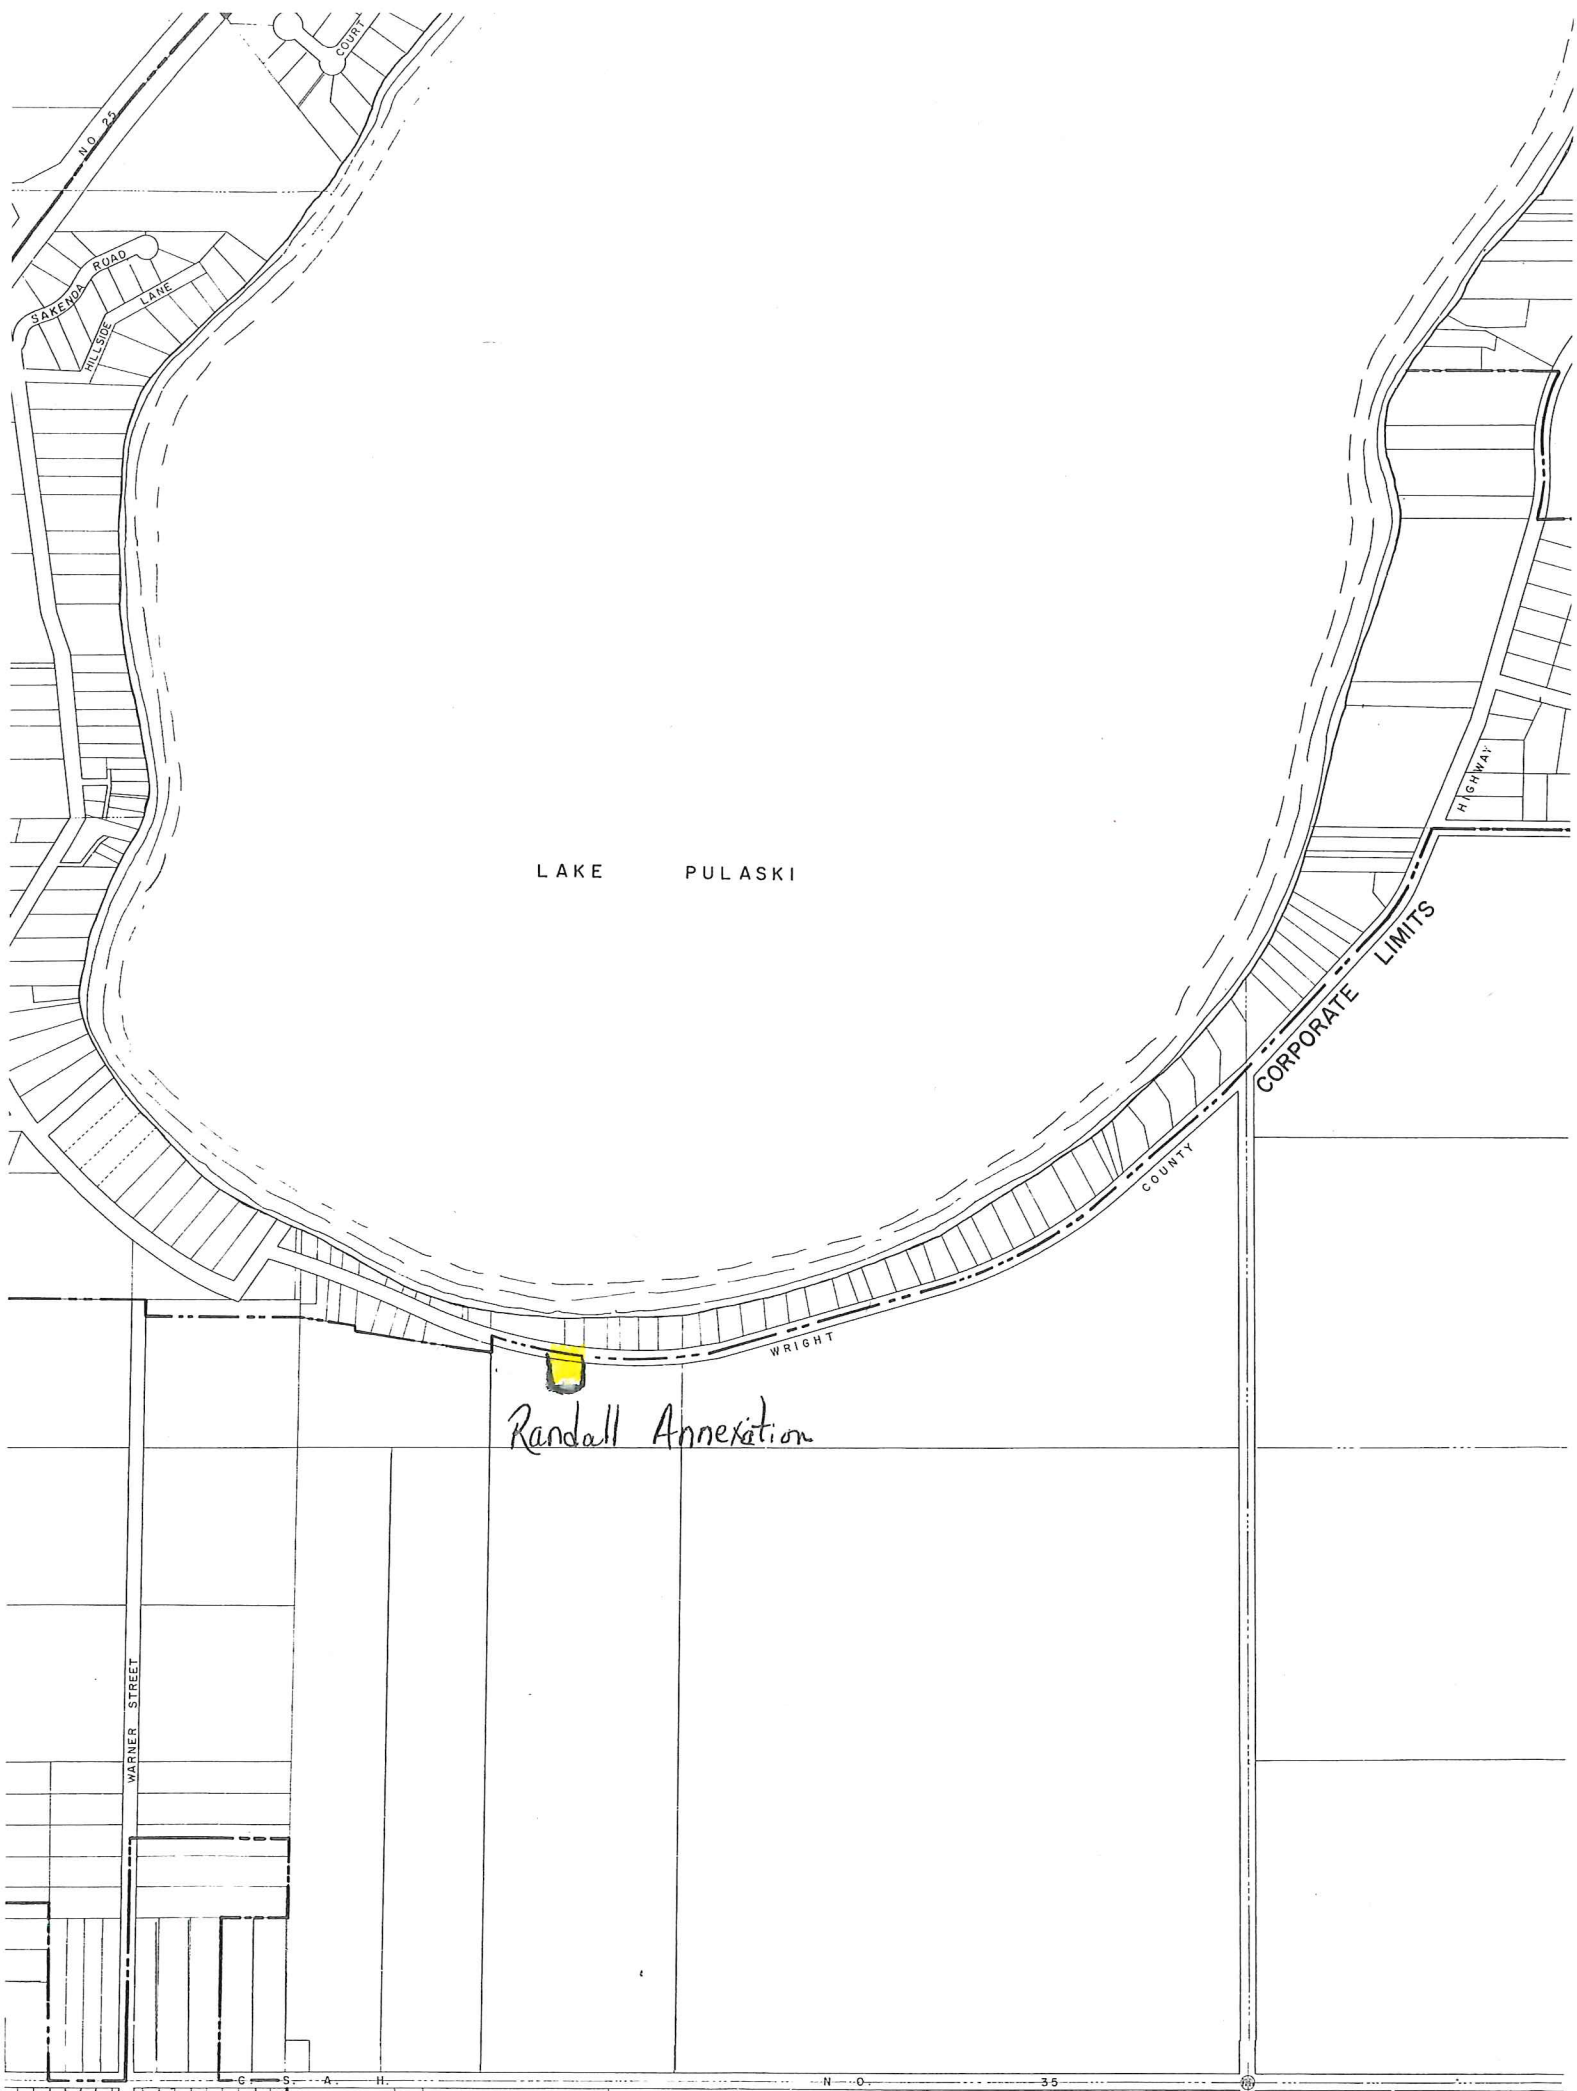 COURT
NO 25
SAKENDA ROAD
HILLSIDE LANE
HIGHWAY
LAKE PULASKI
CORPORATE LIMITS
COUNTY
WRIGHT
Randall Annexation
WARNER STREET
C. S. A. H. NO. 35